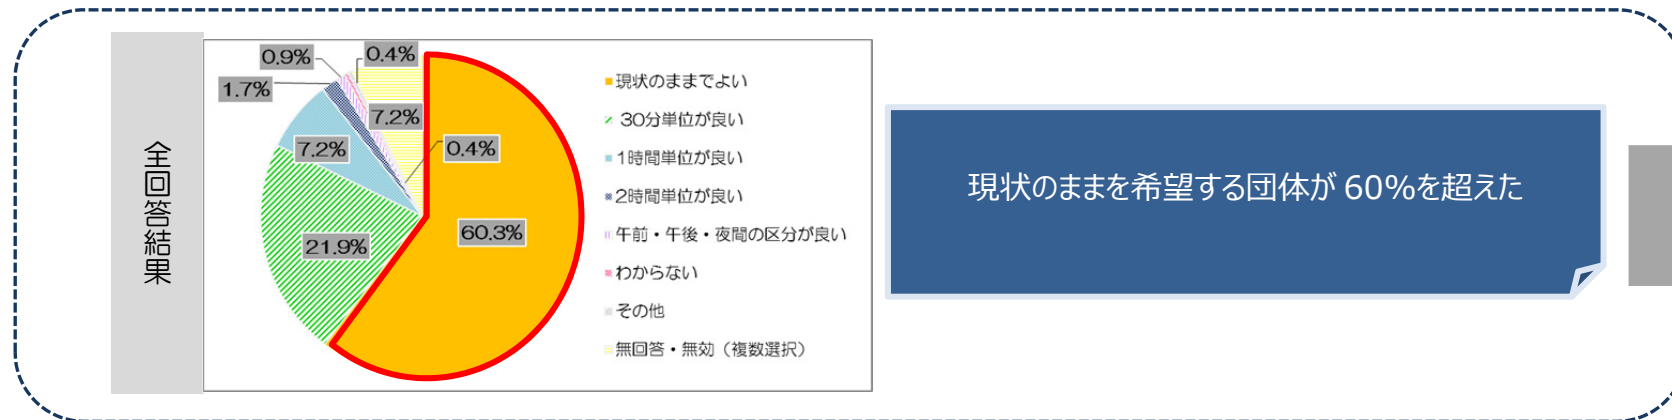 全回答結果
0.9%
0.4%
1.7%
7.2%
7.2%
0.4%
21.9%
60.3%
現状のままでよい
30分単位が良い
1時間単位が良い
2時間単位が良い
午前・午後・夜間の区分が良い
わからない
その他
無回答・無効（複数選択）
現状のままを希望する団体が 60%を超えた